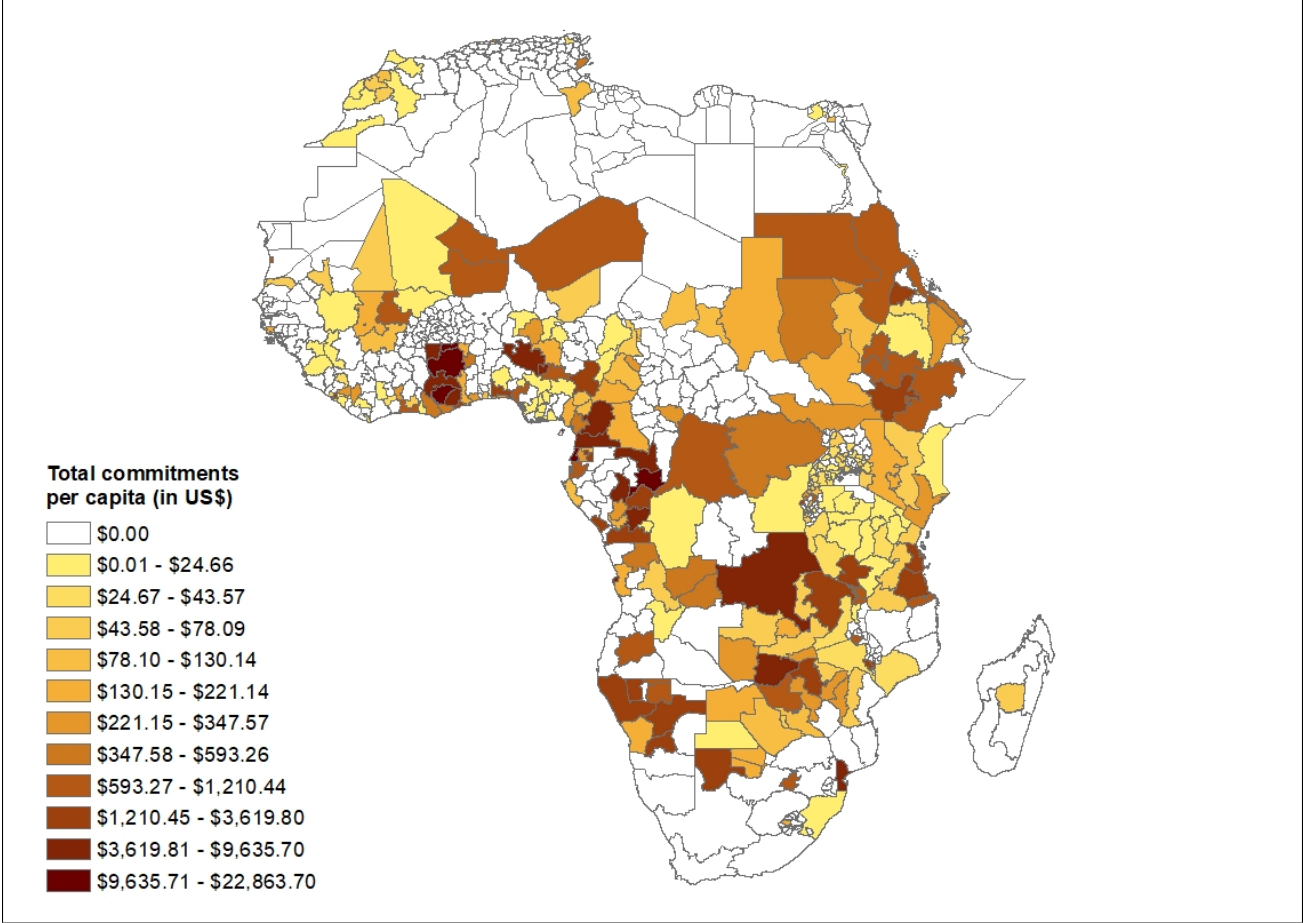 Total commitments
per capita (in US$)
$0.00
$0.01 - $24.66
$24.67 - $43.57
$43.58 - $78.09
$78.10 - $130.14
$130.15 - $221.14
$221.15 - $347.57
$347.58 - $593.26
$593.27 - $1,210.44
$1,210.45 - $3,619.80
$3,619.81 - $9,635.70
$9,635.71 - $22,863.70